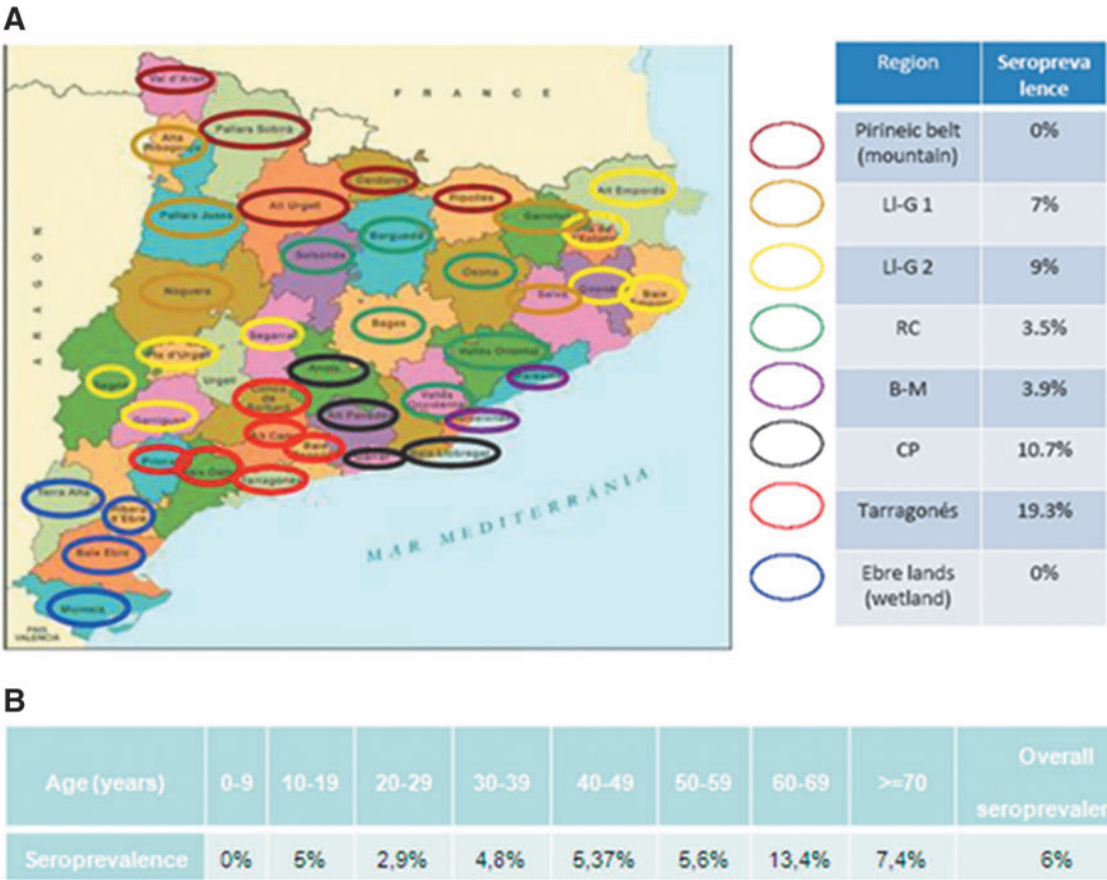 A
Val d'Aran
FRANCE
Pallars Sobirà
Alta
Ribagorça
Cerdanya
Alt Urgell
Ripollès
Alt Empordà
Pallars Jussà
Garrotxa
Berguedà
Solsonès
Osona
ARAGON
Noguera
Selva
Gironès
Baix
Bages
Segarra
Pla d'Urgell
Vallès Oriental
Urgell
Segrià
Anoia
Maresme
Conca
de
Barberà
Vallès
Occidental
Garrigues
Alt Penedès
Barcelonès
Alt Camp
Baix
Garraf
Baix Llobregat
Priorat
Baix Camp
Tarragonès
Terra Alta
Ribera
d'Ebre
Baix Ebre
Montsià
MAR MEDITERRÀNIA
PAÍS
VALENCIÀ
Region Seropreva
lence
Pirineic belt 0%
(mountain)
Ll-G 1 7%
Ll-G 2 9%
RC 3.5%
B-M 3.9%
CP 10.7%
Tarragonés 19.3%
Ebre lands 0%
(wetland)
B
Age (years) 0-9 10-19 20-29 30-39 40-49 50-59 60-69 >=70 Overall
seroprevalen
Seroprevalence 0% 5% 2,9% 4,8% 5,37% 5,6% 13,4% 7,4% 6%